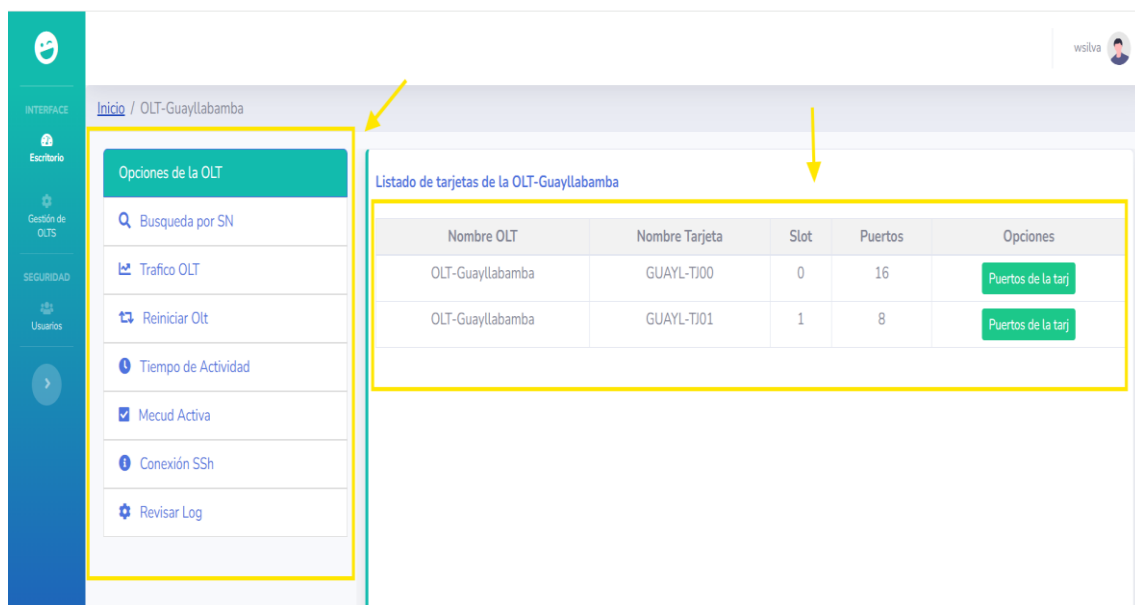 wsilva
INTERFACE
Escritorio
Gestión de
OLTS
SEGURIDAD
Usuarios
Inicio / OLT-Guayllabamba
Opciones de la OLT
Busqueda por SN
Trafico OLT
Reiniciar Olt
Tiempo de Actividad
Mecud Activa
Conexión SSh
Revisar Log
Listado de tarjetas de la OLT-Guayllabamba
Nombre OLT Nombre Tarjeta Slot Puertos Opciones
OLT-Guayllabamba GUAYL-TJ00 0 16 Puertos de la tarj
OLT-Guayllabamba GUAYL-TJ01 1 8 Puertos de la tarj